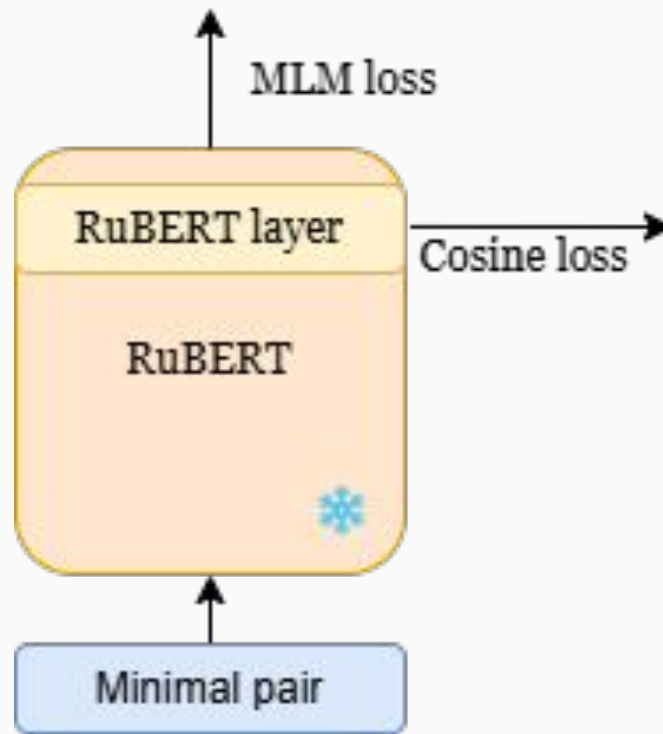 MLM loss
RuBERT layer
Cosine loss
RuBERT
Minimal pair